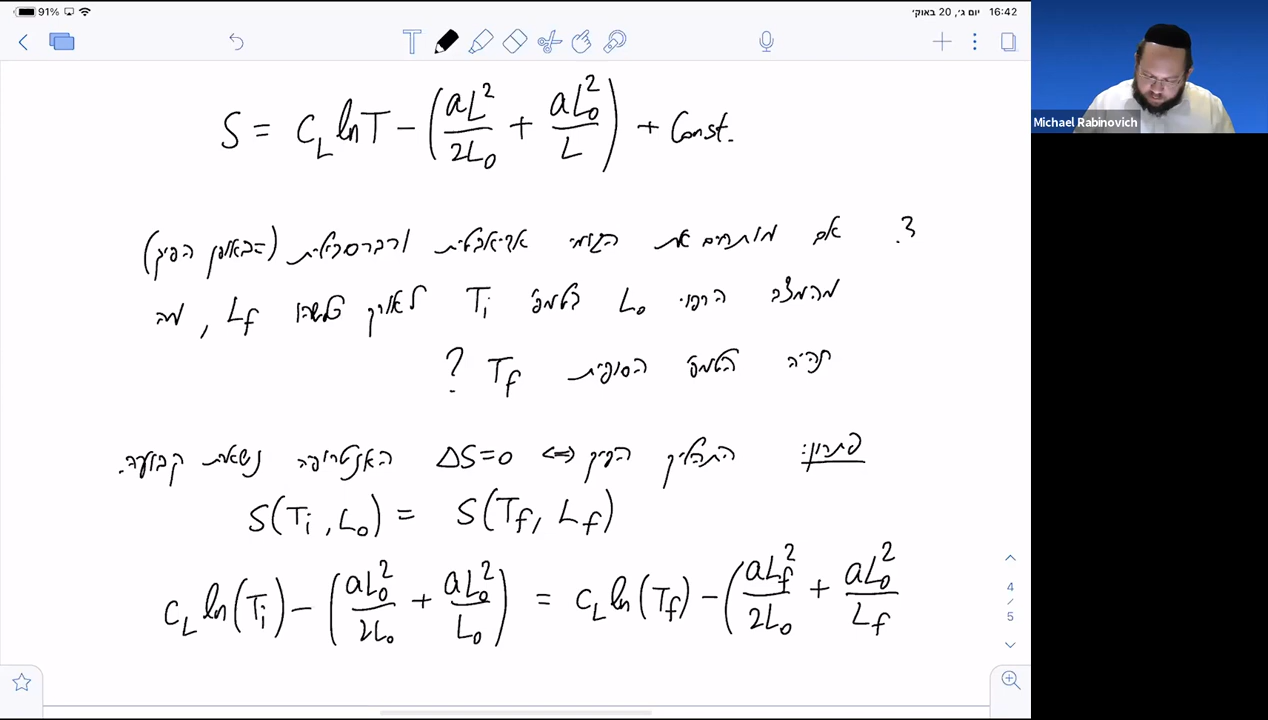 91%
16:42 יום ג׳, 20 באוק׳
Michael Rabinovich
S = C_L ln T − (aL²/2L₀ + aL₀²/L) + Const.
3. אם מותחים את הגומי אדיאבטית ורברסבילית (=באופן הפיך)
מהמצב הרפוי L₀ בטמפ׳ Tᵢ לאורך כלשהו L_f, מה
תהיה הטמפ׳ הסופית T_f ?
פתרון: התהליך הפיך ⇔ ΔS=0 האנטרופיה נשארת קבועה.
S(Tᵢ, L₀) = S(T_f, L_f)
C_L ln(Tᵢ) − (aL₀²/2L₀ + aL₀²/L₀) = C_L ln(T_f) − (aL_f²/2L₀ + aL₀²/L_f
4 / 5